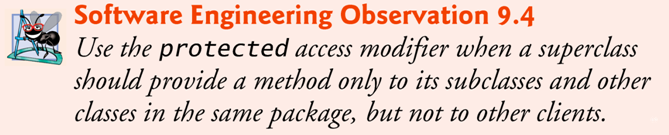 Software Engineering Observation 9.4
Use the protected access modifier when a superclass
should provide a method only to its subclasses and other
classes in the same package, but not to other clients.